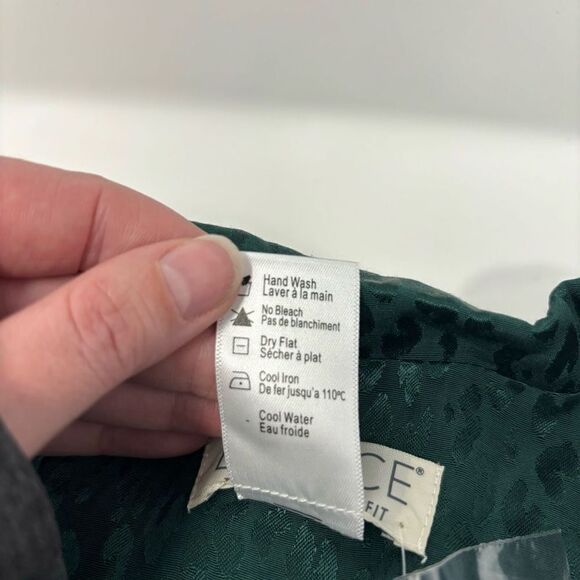 Hand Wash
Laver à la main
No Bleach
Pas de blanchiment
Dry Flat
Sécher à plat
Cool Iron
De fer jusqu'a 110ºC
Cool Water
Eau froide
CE®
FIT